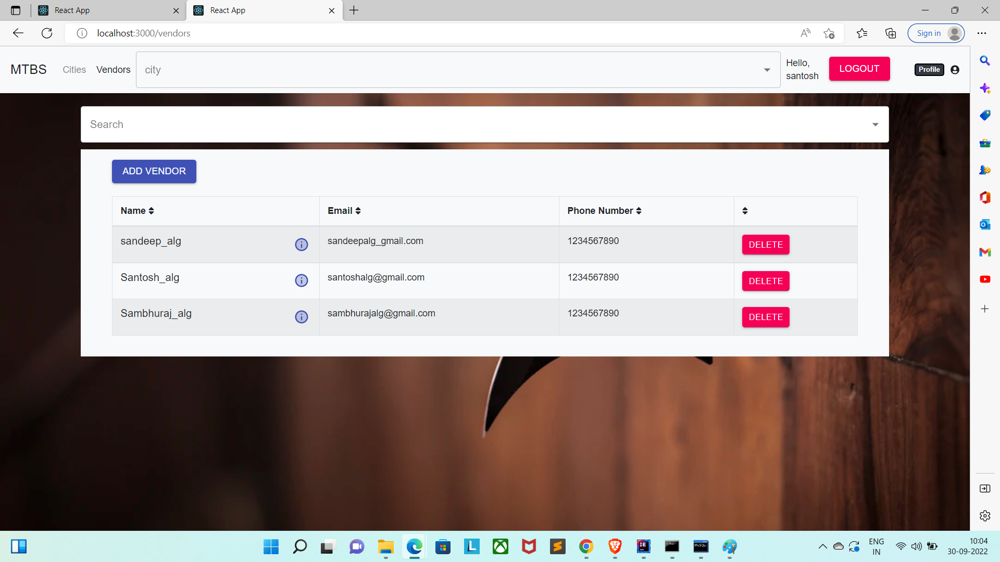 React App
React App
localhost:3000/vendors
Sign in
MTBS
Cities
Vendors
city
Hello,
santosh
LOGOUT
Profile
Search
ADD VENDOR
Name
Email
Phone Number
sandeep_alg
sandeepalg_gmail.com
1234567890
DELETE
Santosh_alg
santoshalg@gmail.com
1234567890
DELETE
Sambhuraj_alg
sambhurajalg@gmail.com
1234567890
DELETE
ENG
IN
10:04
30-09-2022